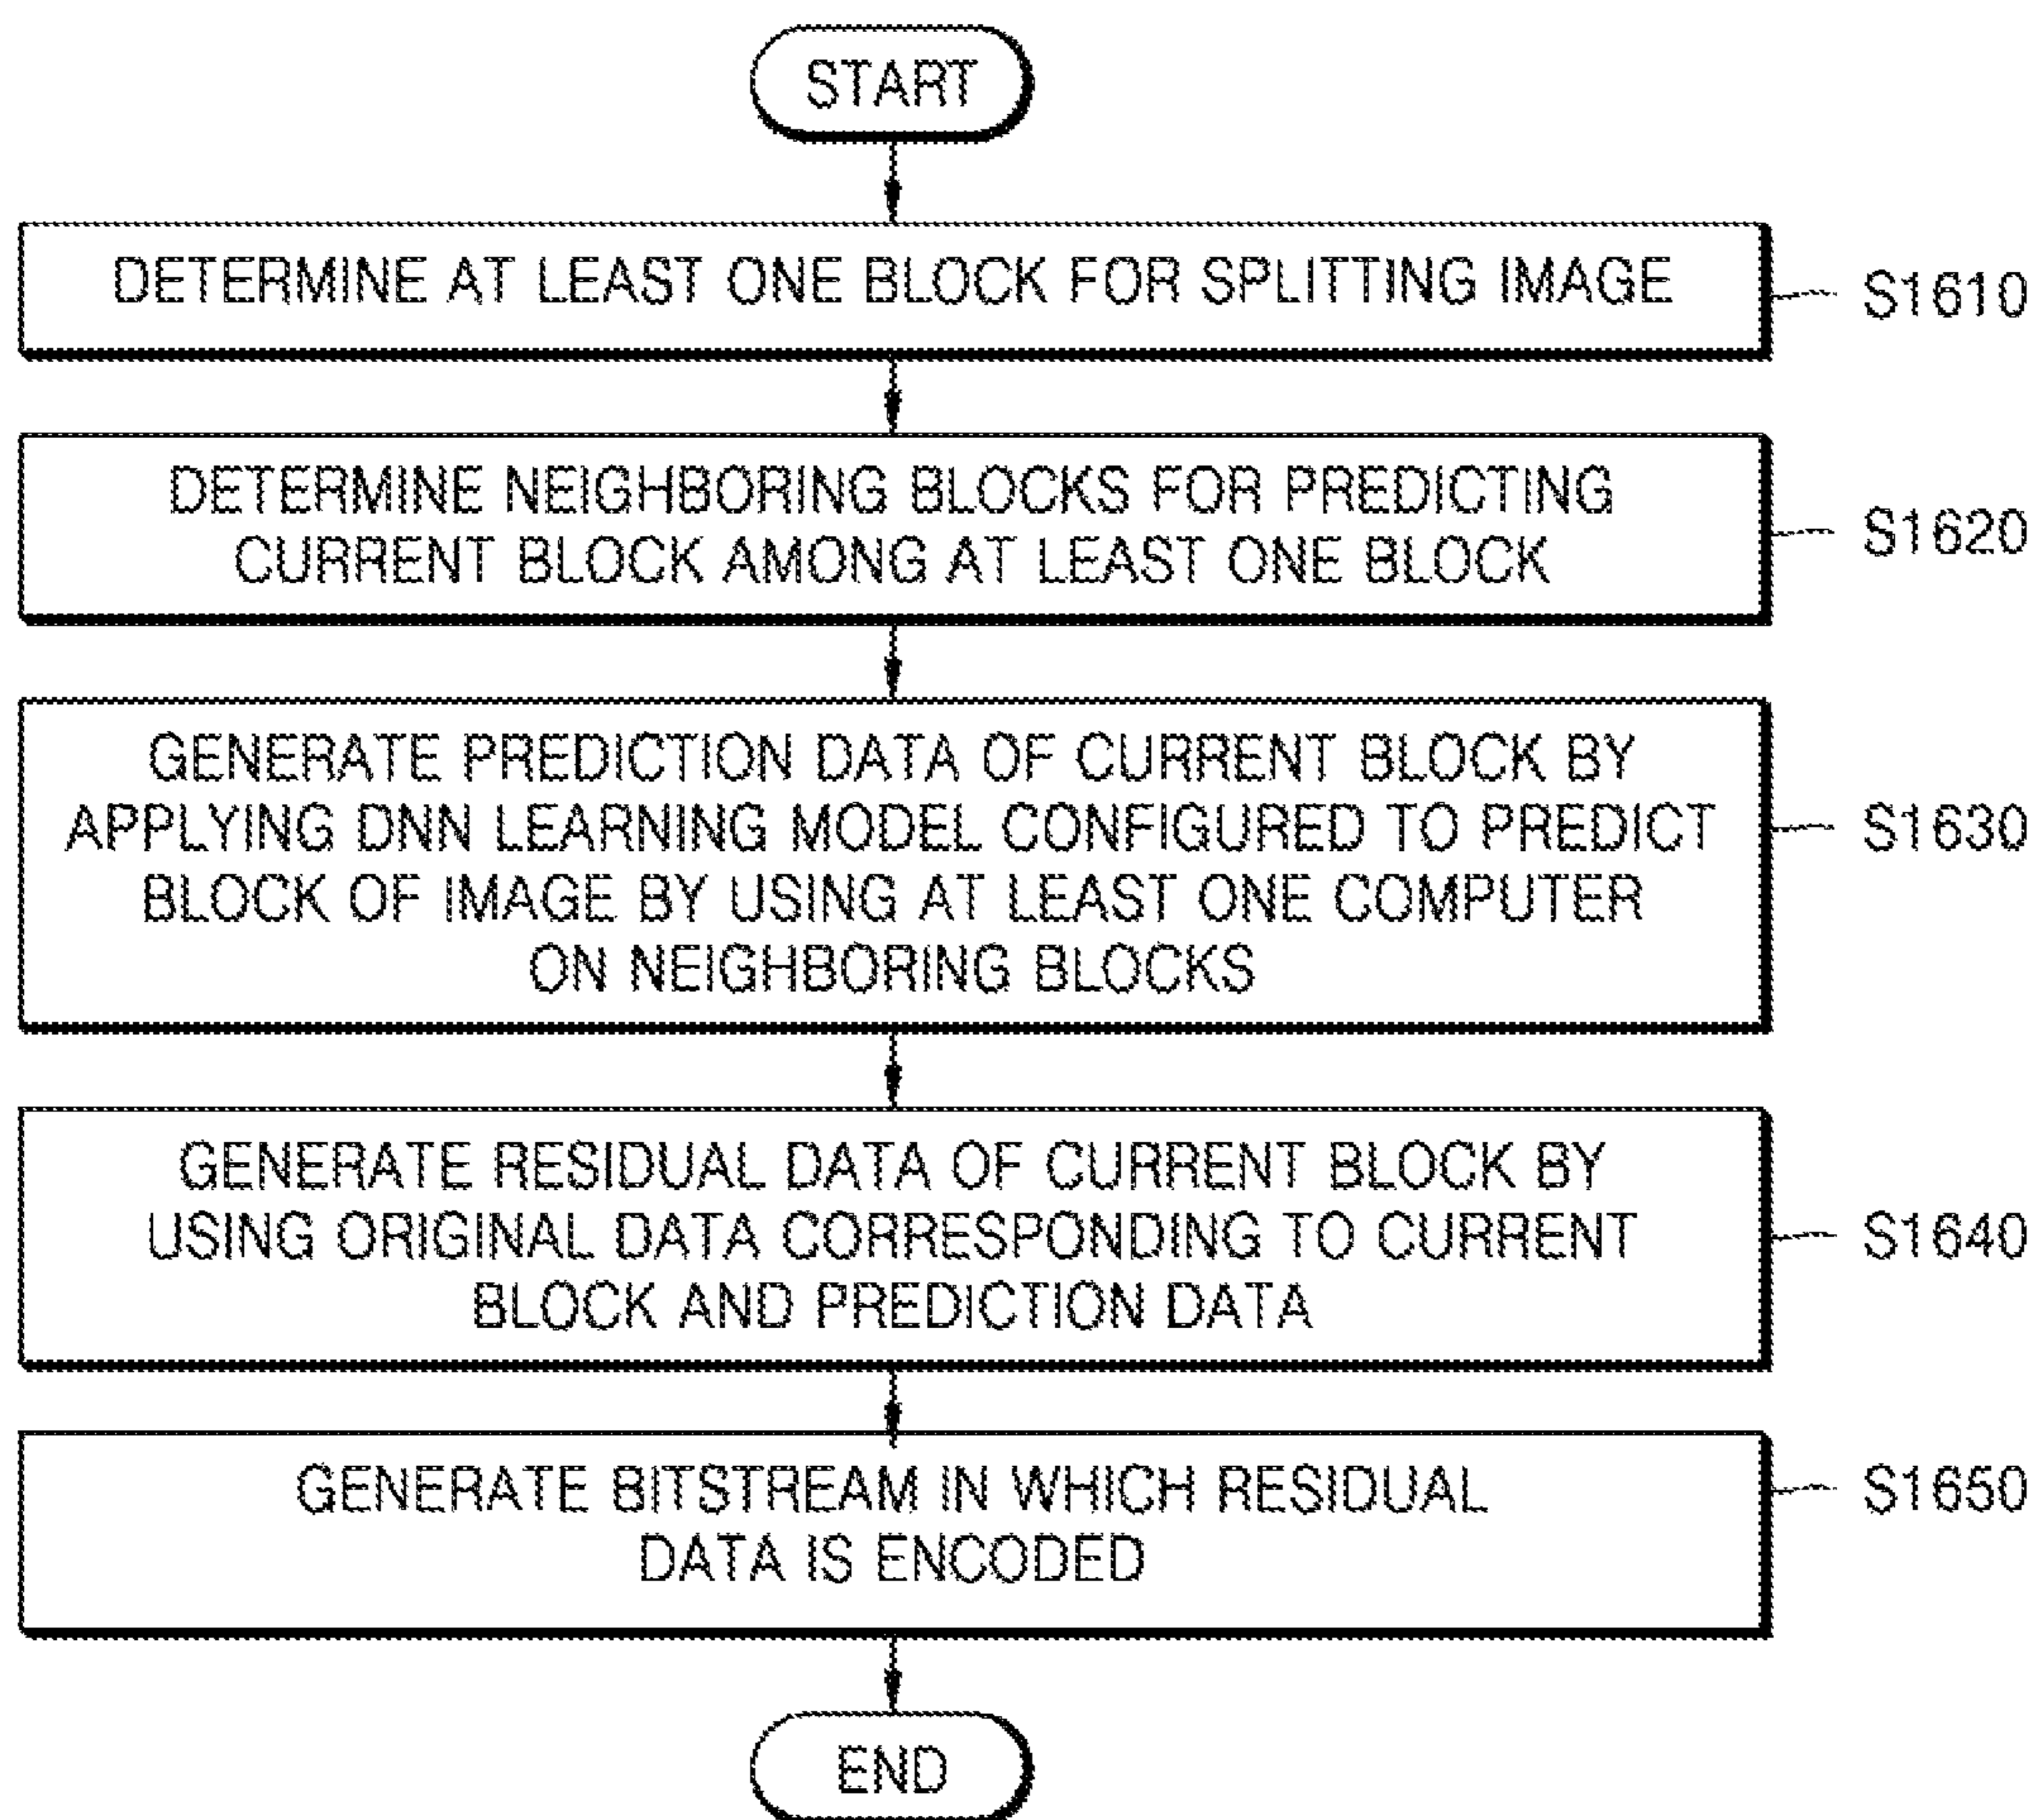 START
DETERMINE AT LEAST ONE BLOCK FOR SPLITTING IMAGE
S1610
DETERMINE NEIGHBORING BLOCKS FOR PREDICTING
CURRENT BLOCK AMONG AT LEAST ONE BLOCK
S1620
GENERATE PREDICTION DATA OF CURRENT BLOCK BY
APPLYING DNN LEARNING MODEL CONFIGURED TO PREDICT
BLOCK OF IMAGE BY USING AT LEAST ONE COMPUTER
ON NEIGHBORING BLOCKS
S1630
GENERATE RESIDUAL DATA OF CURRENT BLOCK BY
USING ORIGINAL DATA CORRESPONDING TO CURRENT
BLOCK AND PREDICTION DATA
S1640
GENERATE BITSTREAM IN WHICH RESIDUAL
DATA IS ENCODED
S1650
END